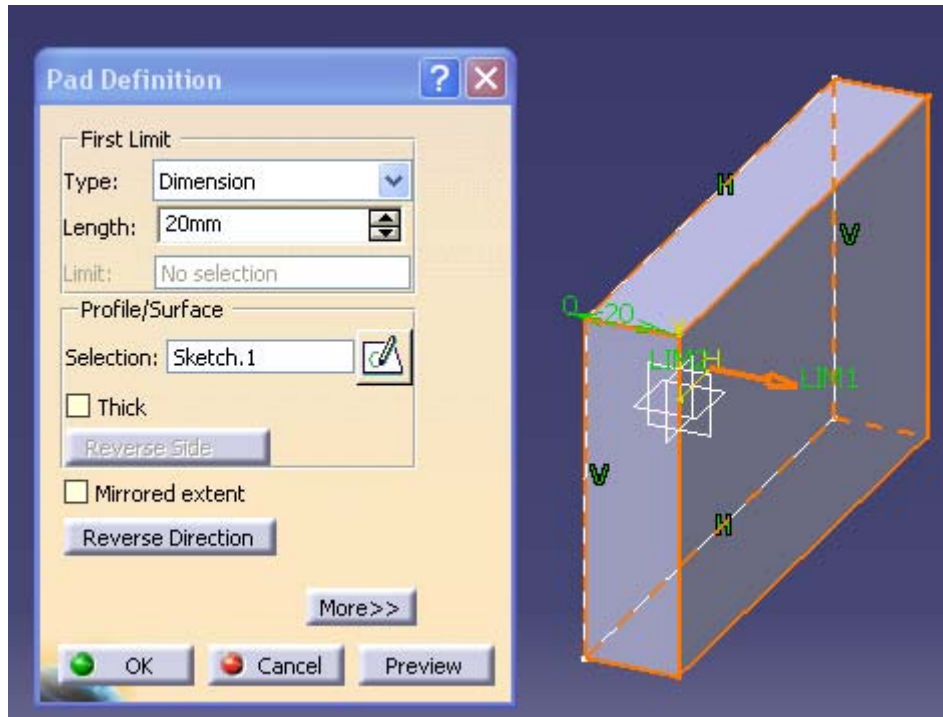 Pad Definition
?
First Limit
Type: Dimension
Length: 20mm
Limit: No selection
Profile/Surface
Selection: Sketch.1
Thick
Reverse Side
Mirrored extent
Reverse Direction
More>>
OK Cancel Preview
H
V
0 20
LIM1
V
H